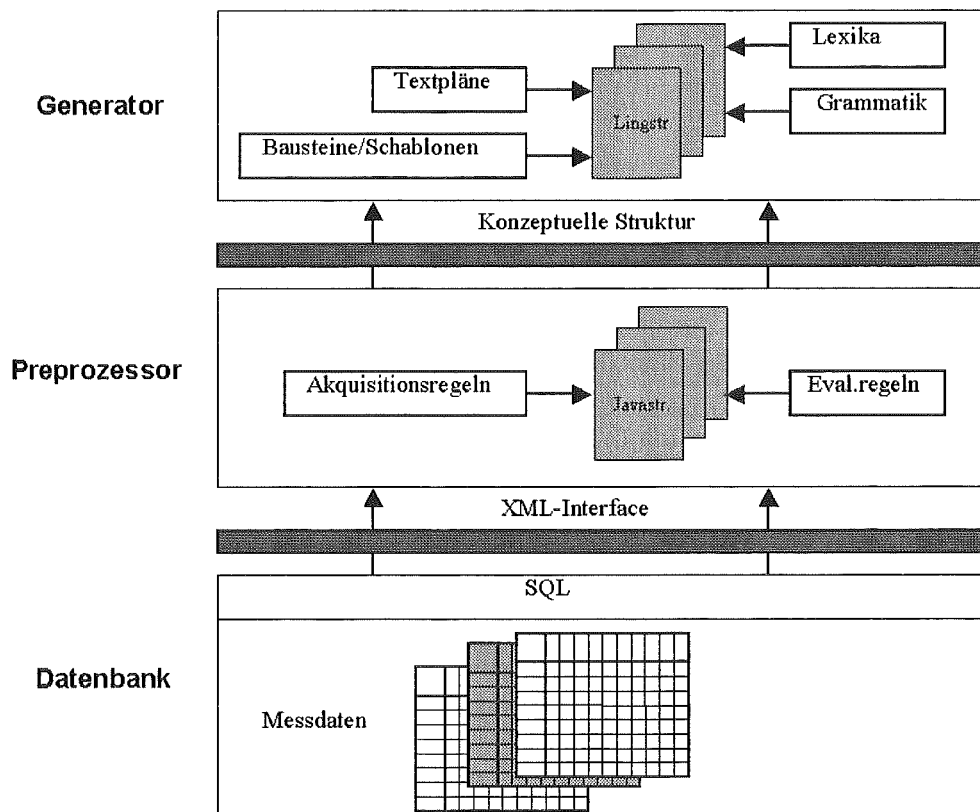 Generator
Textpläne
Bausteine/Schablonen
Lingstr
Lexika
Grammatik
Konzeptuelle Struktur
Preprozessor
Akquisitionsregeln
Javastr.
Eval.regeln
XML-Interface
Datenbank
SQL
Messdaten